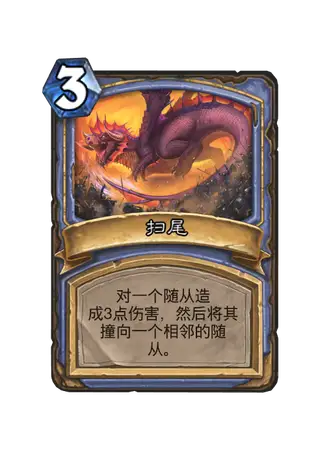 3
扫尾
对一个随从造
成3点伤害，然后将其
撞向一个相邻的随
从。